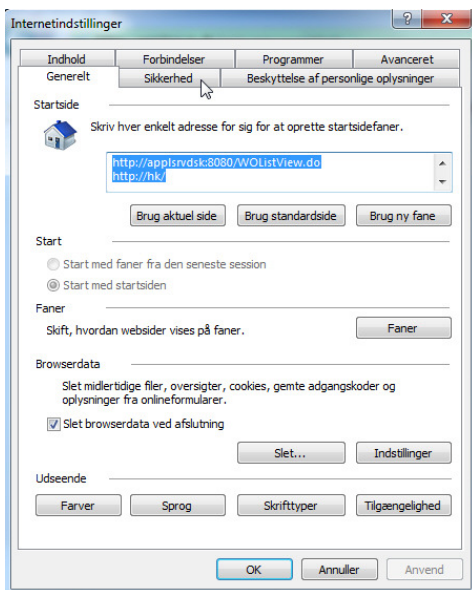 Internetindstillinger
Indhold Forbindelser Programmer Avanceret
Generelt Sikkerhed Beskyttelse af personlige oplysninger
Startside
Skriv hver enkelt adresse for sig for at oprette startsidefaner.
http://applsrvdsk:8080/WOListView.do
http://hk/
Brug aktuel side Brug standardside Brug ny fane
Start
Start med faner fra den seneste session
Start med startsiden
Faner
Skift, hvordan websider vises på faner. Faner
Browserdata
Slet midlertidige filer, oversigter, cookies, gemte adgangskoder og
oplysninger fra onlineformularer.
Slet browserdata ved afslutning
Slet... Indstillinger
Udseende
Farver Sprog Skrifttyper Tilgængelighed
OK Annuller Anvend